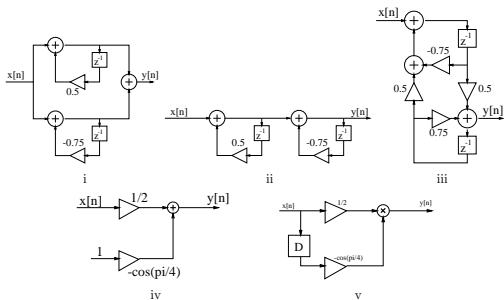 x[n]
z-1
0.5
y[n]
-0.75
z-1
i
x[n]
y[n]
0.5
z-1
-0.75
z-1
ii
x[n]
z-1
-0.75
0.5
0.5
0.75
y[n]
z-1
iii
x[n]
1/2
y[n]
1
-cos(pi/4)
iv
x[n]
1/2
y[n]
D
-cos(pi/4)
v